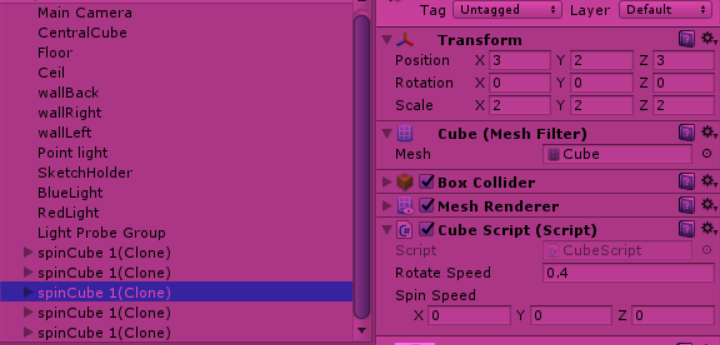 Main Camera
CentralCube
Floor
Ceil
wallBack
wallRight
wallLeft
Point light
SketchHolder
BlueLight
RedLight
Light Probe Group
spinCube 1(Clone)
spinCube 1(Clone)
spinCube 1(Clone)
spinCube 1(Clone)
spinCube 1(Clone)
Tag Untagged Layer Default
Transform
Position X 3 Y 2 Z 3
Rotation X 0 Y 0 Z 0
Scale X 2 Y 2 Z 2
Cube (Mesh Filter)
Mesh Cube
Box Collider
Mesh Renderer
Cube Script (Script)
Script CubeScript
Rotate Speed 0.4
Spin Speed
X 0 Y 0 Z 0